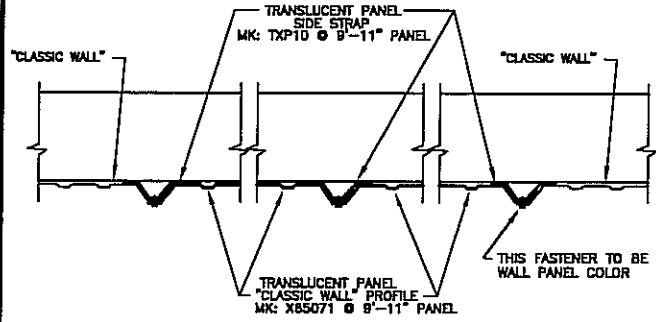 TRANSLUCENT PANEL
SIDE STRAP
MK: TXP10 @ 9'-11" PANEL
"CLASSIC WALL"
"CLASSIC WALL"
THIS FASTENER TO BE
WALL PANEL COLOR
TRANSLUCENT PANEL
"CLASSIC WALL" PROFILE
MK: X65071 @ 9'-11" PANEL